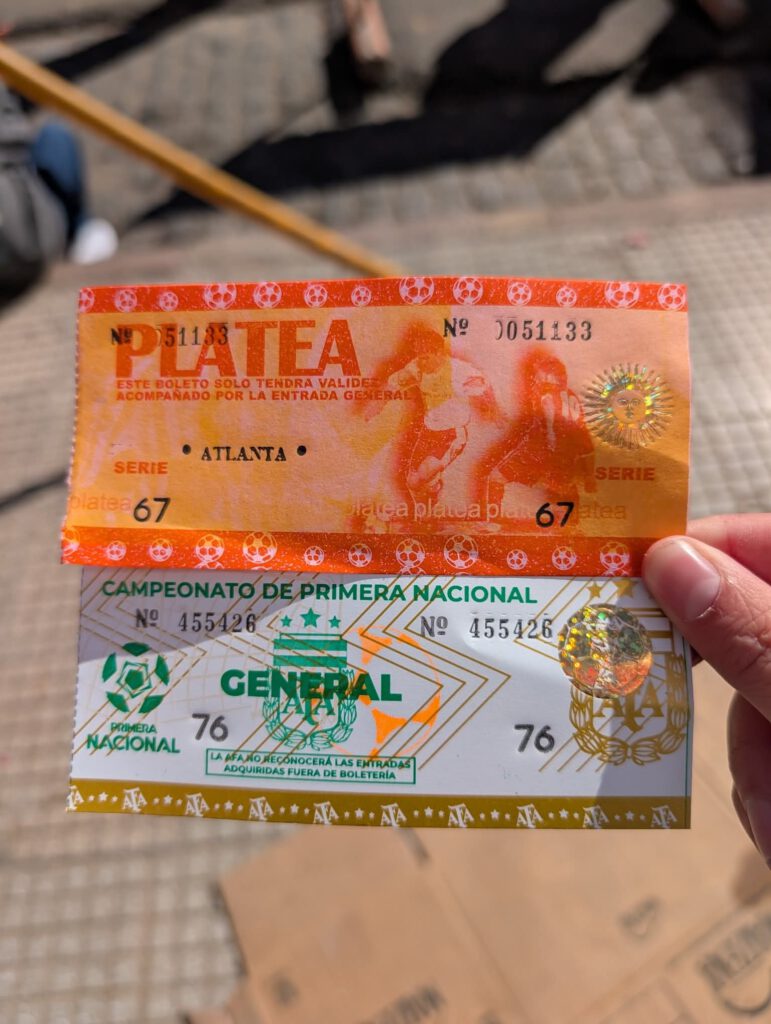 Nº 051133 Nº 0051133
PLATEA
ESTE BOLETO SOLO TENDRA VALIDEZ
ACOMPAÑADO POR LA ENTRADA GENERAL
• ATLANTA •
SERIE SERIE
platea platea platea platea platea
67 67
CAMPEONATO DE PRIMERA NACIONAL
Nº 455426 Nº 455426
GENERAL
AFA AFA
PRIMERA
NACIONAL
76 76
LA AFA NO RECONOCERÁ LAS ENTRADAS
ADQUIRIDAS FUERA DE BOLETERÍA
AFA AFA AFA AFA AFA AFA AFA AFA AFA AFA